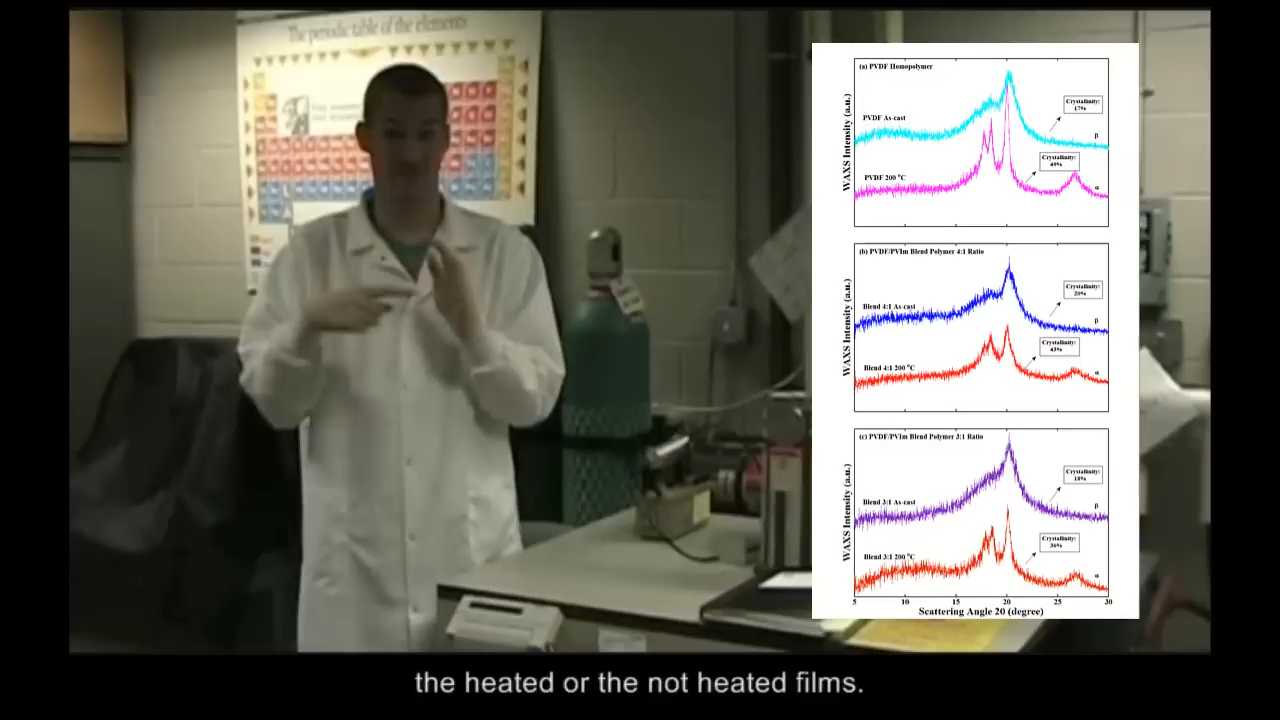 The periodic table of the elements
(a) PVDF Homopolymer
Crystallinity:
17%
PVDF As-cast
β
Crystallinity:
49%
PVDF 200 °C
α
WAXS Intensity (a.u.)
(b) PVDF/PVIm Blend Polymer 4:1 Ratio
Crystallinity:
20%
Blend 4:1 As-cast
β
Crystallinity:
43%
Blend 4:1 200 °C
α
WAXS Intensity (a.u.)
(c) PVDF/PVIm Blend Polymer 3:1 Ratio
Crystallinity:
18%
Blend 3:1 As-cast
β
Crystallinity:
36%
Blend 3:1 200 °C
α
WAXS Intensity (a.u.)
5 10 15 20 25 30
Scattering Angle 2θ (degree)
the heated or the not heated films.